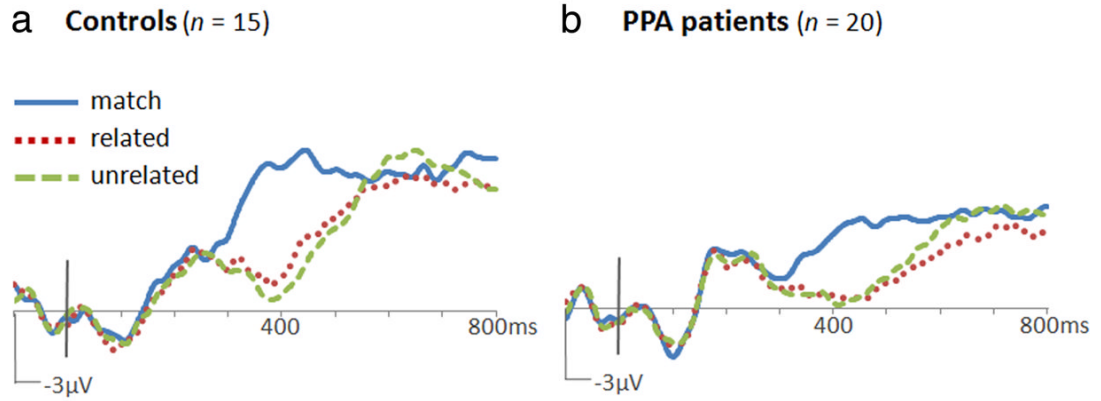 a Controls (n = 15)
match
related
unrelated
400
800ms
-3µV
b PPA patients (n = 20)
400
800ms
-3µV